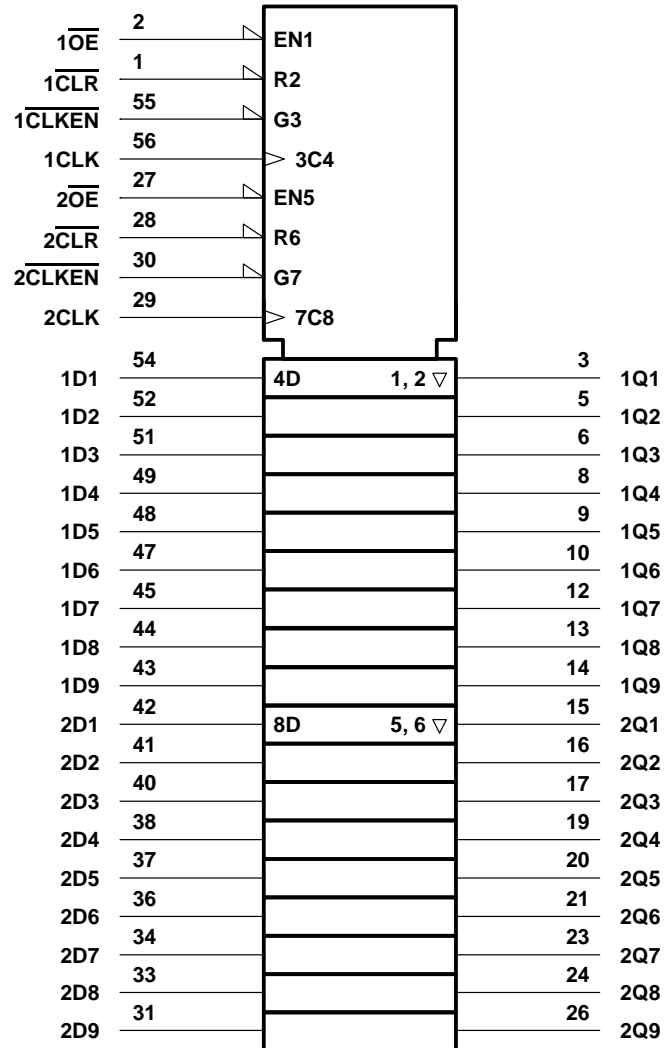 1OE 2 EN1
1CLR 1 R2
1CLKEN 55 G3
1CLK 56 3C4
2OE 27 EN5
2CLR 28 R6
2CLKEN 30 G7
2CLK 29 7C8
1D1 54 4D 1, 2 ▽ 3 1Q1
1D2 52 5 1Q2
1D3 51 6 1Q3
1D4 49 8 1Q4
1D5 48 9 1Q5
1D6 47 10 1Q6
1D7 45 12 1Q7
1D8 44 13 1Q8
1D9 43 14 1Q9
2D1 42 8D 5, 6 ▽ 15 2Q1
2D2 41 16 2Q2
2D3 40 17 2Q3
2D4 38 19 2Q4
2D5 37 20 2Q5
2D6 36 21 2Q6
2D7 34 23 2Q7
2D8 33 24 2Q8
2D9 31 26 2Q9